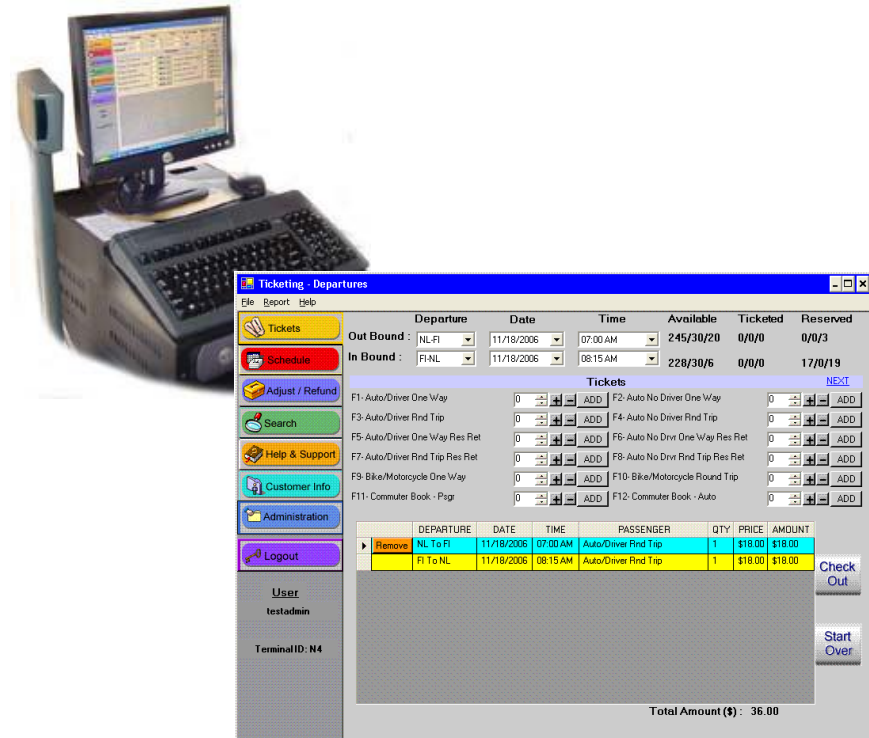 Ticketing - Departures
File Report Help
Departure Date Time Available Ticketed Reserved
Out Bound : NL-FI 11/18/2006 07:00 AM 245/30/20 0/0/0 0/0/3
In Bound : FI-NL 11/18/2006 08:15 AM 228/30/6 0/0/0 17/0/19
Tickets NEXT
F1- Auto/Driver One Way 0 ADD F2- Auto No Driver One Way 0 ADD
F3- Auto/Driver Rnd Trip 0 ADD F4- Auto No Driver Rnd Trip 0 ADD
F5- Auto/Driver One Way Res Ret 0 ADD F6- Auto No Drvr One Way Res Ret 0 ADD
F7- Auto/Driver Rnd Trip Res Ret 0 ADD F8- Auto No Drvr Rnd Trip Res Ret 0 ADD
F9- Bike/Motorcycle One Way 0 ADD F10- Bike/Motorcycle Round Trip 0 ADD
F11- Commuter Book - Psgr 0 ADD F12- Commuter Book - Auto 0 ADD
DEPARTURE DATE TIME PASSENGER QTY PRICE AMOUNT
Remove NL To FI 11/18/2006 07:00 AM Auto/Driver Rnd Trip 1 $18.00 $18.00
FI To NL 11/18/2006 08:15 AM Auto/Driver Rnd Trip 1 $18.00 $18.00
Check
Out
Start
Over
Total Amount ($) : 36.00
Tickets
Schedule
Adjust / Refund
Search
Help & Support
Customer Info
Administration
Logout
User
testadmin
Terminal ID: N4